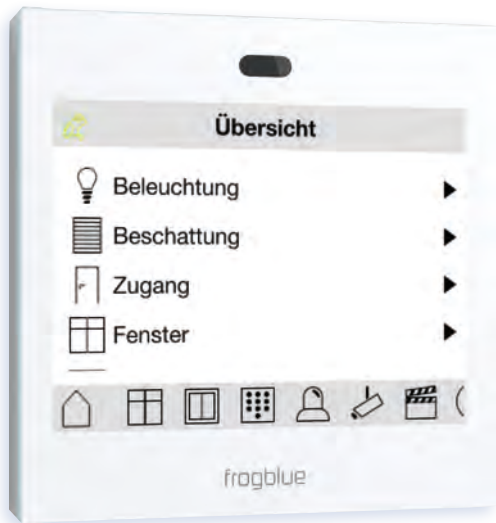 Übersicht
Beleuchtung
Beschattung
Zugang
Fenster
frogblue